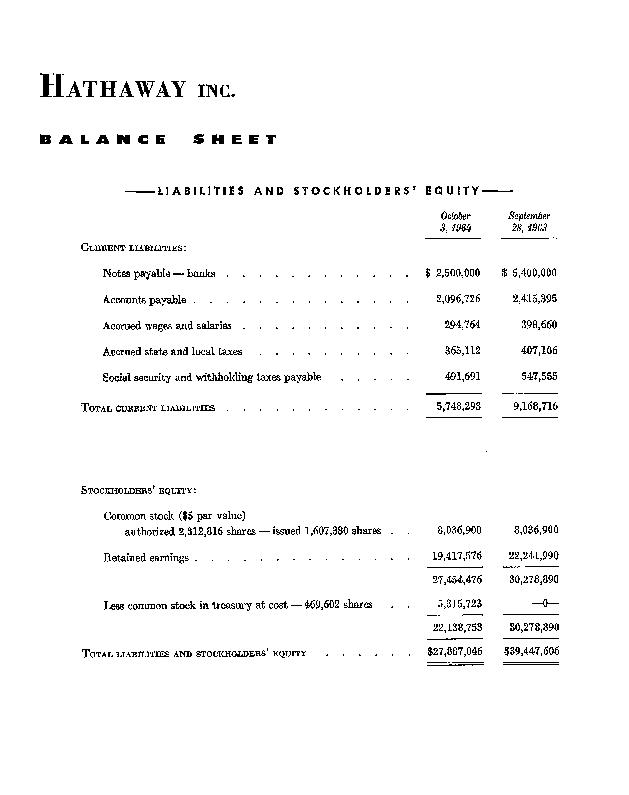 HATHAWAY INC.
BALANCE SHEET
LIABILITIES AND STOCKHOLDERS' EQUITY
October 3, 1964 September 28, 1963
CURRENT LIABILITIES:
Notes payable — banks . . . . . . . . . . . $ 2,500,000 $ 5,400,000
Accounts payable . . . . . . . . . . . . 2,096,726 2,415,395
Accrued wages and salaries . . . . . . . . . . 294,764 398,660
Accrued state and local taxes . . . . . . . . . 365,112 407,106
Social security and withholding taxes payable . . . . . 491,691 547,555
TOTAL CURRENT LIABILITIES . . . . . . . . . . . 5,748,293 9,168,716
STOCKHOLDERS' EQUITY:
Common stock ($5 par value)
authorized 2,312,816 shares — issued 1,607,380 shares . . 8,036,900 8,036,900
Retained earnings . . . . . . . . . . . . . 19,417,576 22,241,990
27,454,476 30,278,890
Less common stock in treasury at cost — 469,602 shares . . 5,315,723 —0—
22,138,753 30,278,890
TOTAL LIABILITIES AND STOCKHOLDERS' EQUITY . . . . . . $27,887,046 $39,447,606